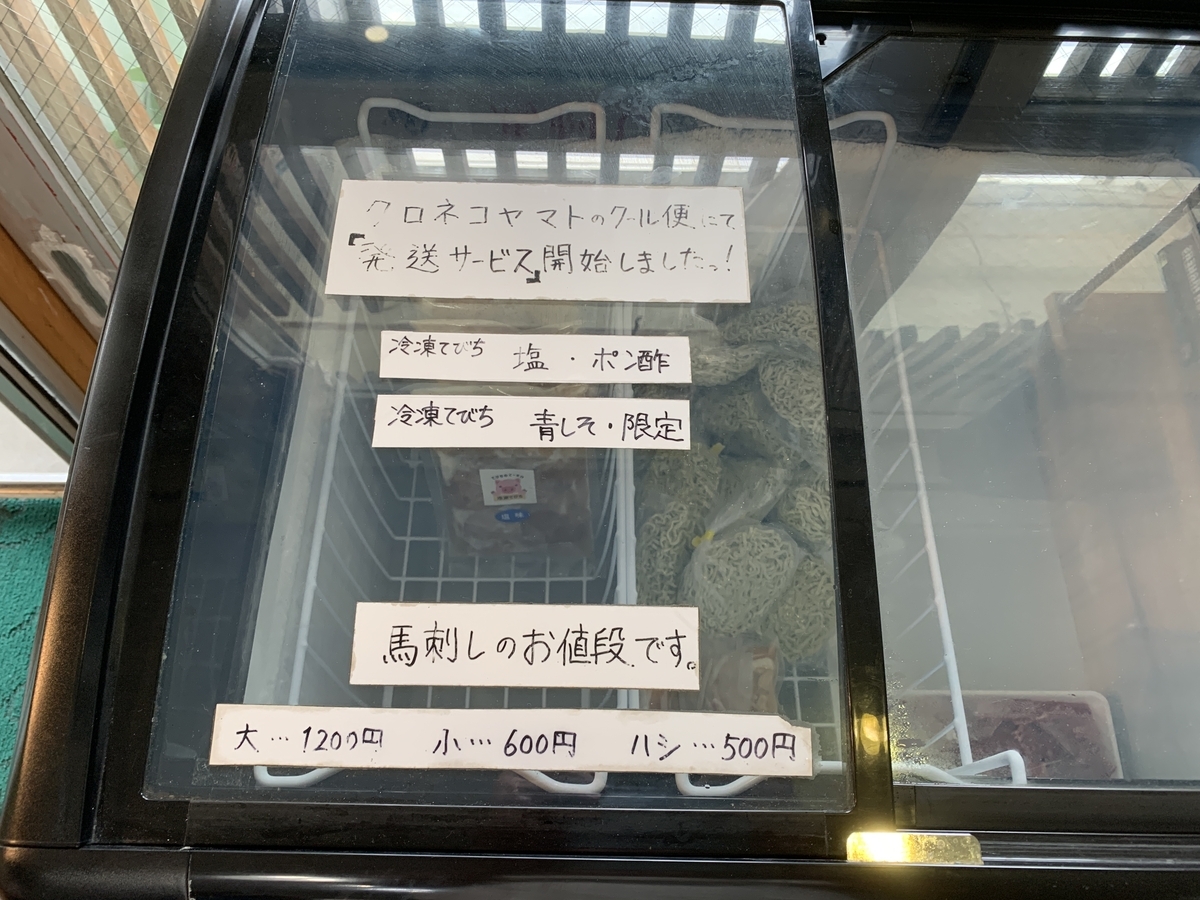 クロネコヤマトのクール便にて
発送サービス開始しましたっ!
冷凍てびち 塩・ポン酢
冷凍てびち 青しそ・限定
塩味
馬刺しのお値段です。
大…1200円 小…600円 ハシ…500円